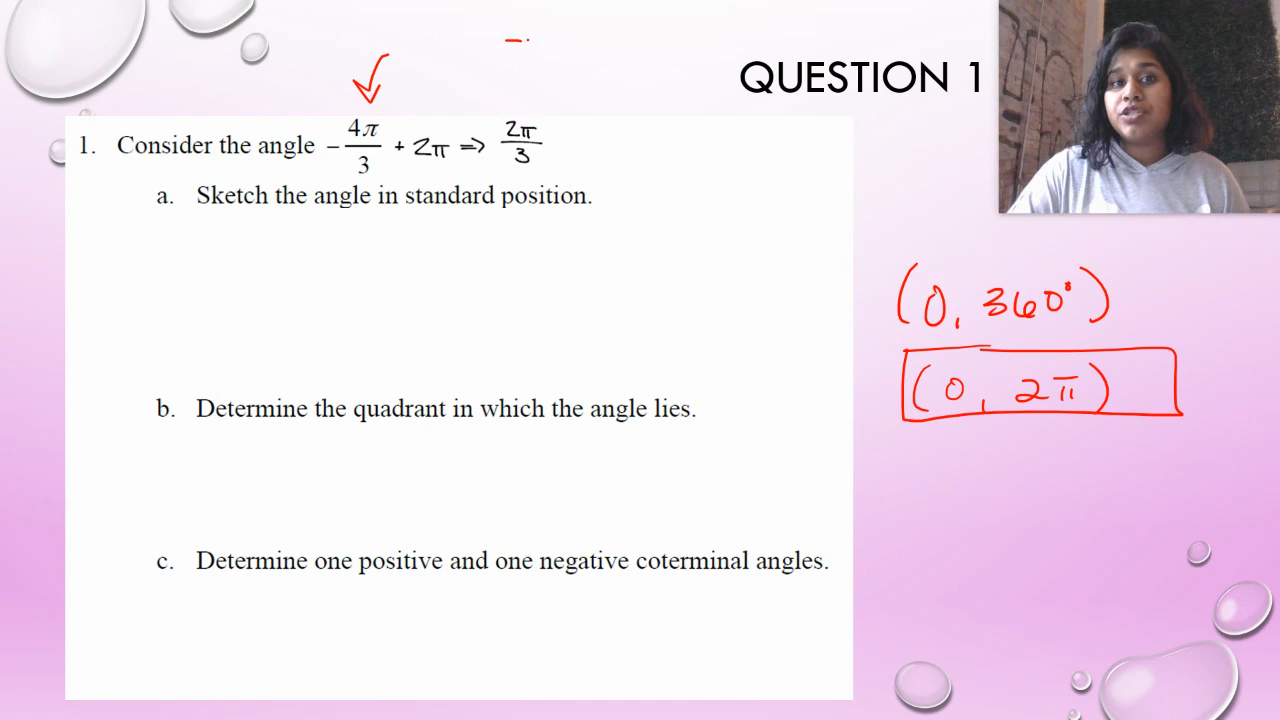 QUESTION 1
1. Consider the angle -4π/3 + 2π ⇒ 2π/3
a. Sketch the angle in standard position.
(0, 360°)
(0, 2π)
b. Determine the quadrant in which the angle lies.
c. Determine one positive and one negative coterminal angles.